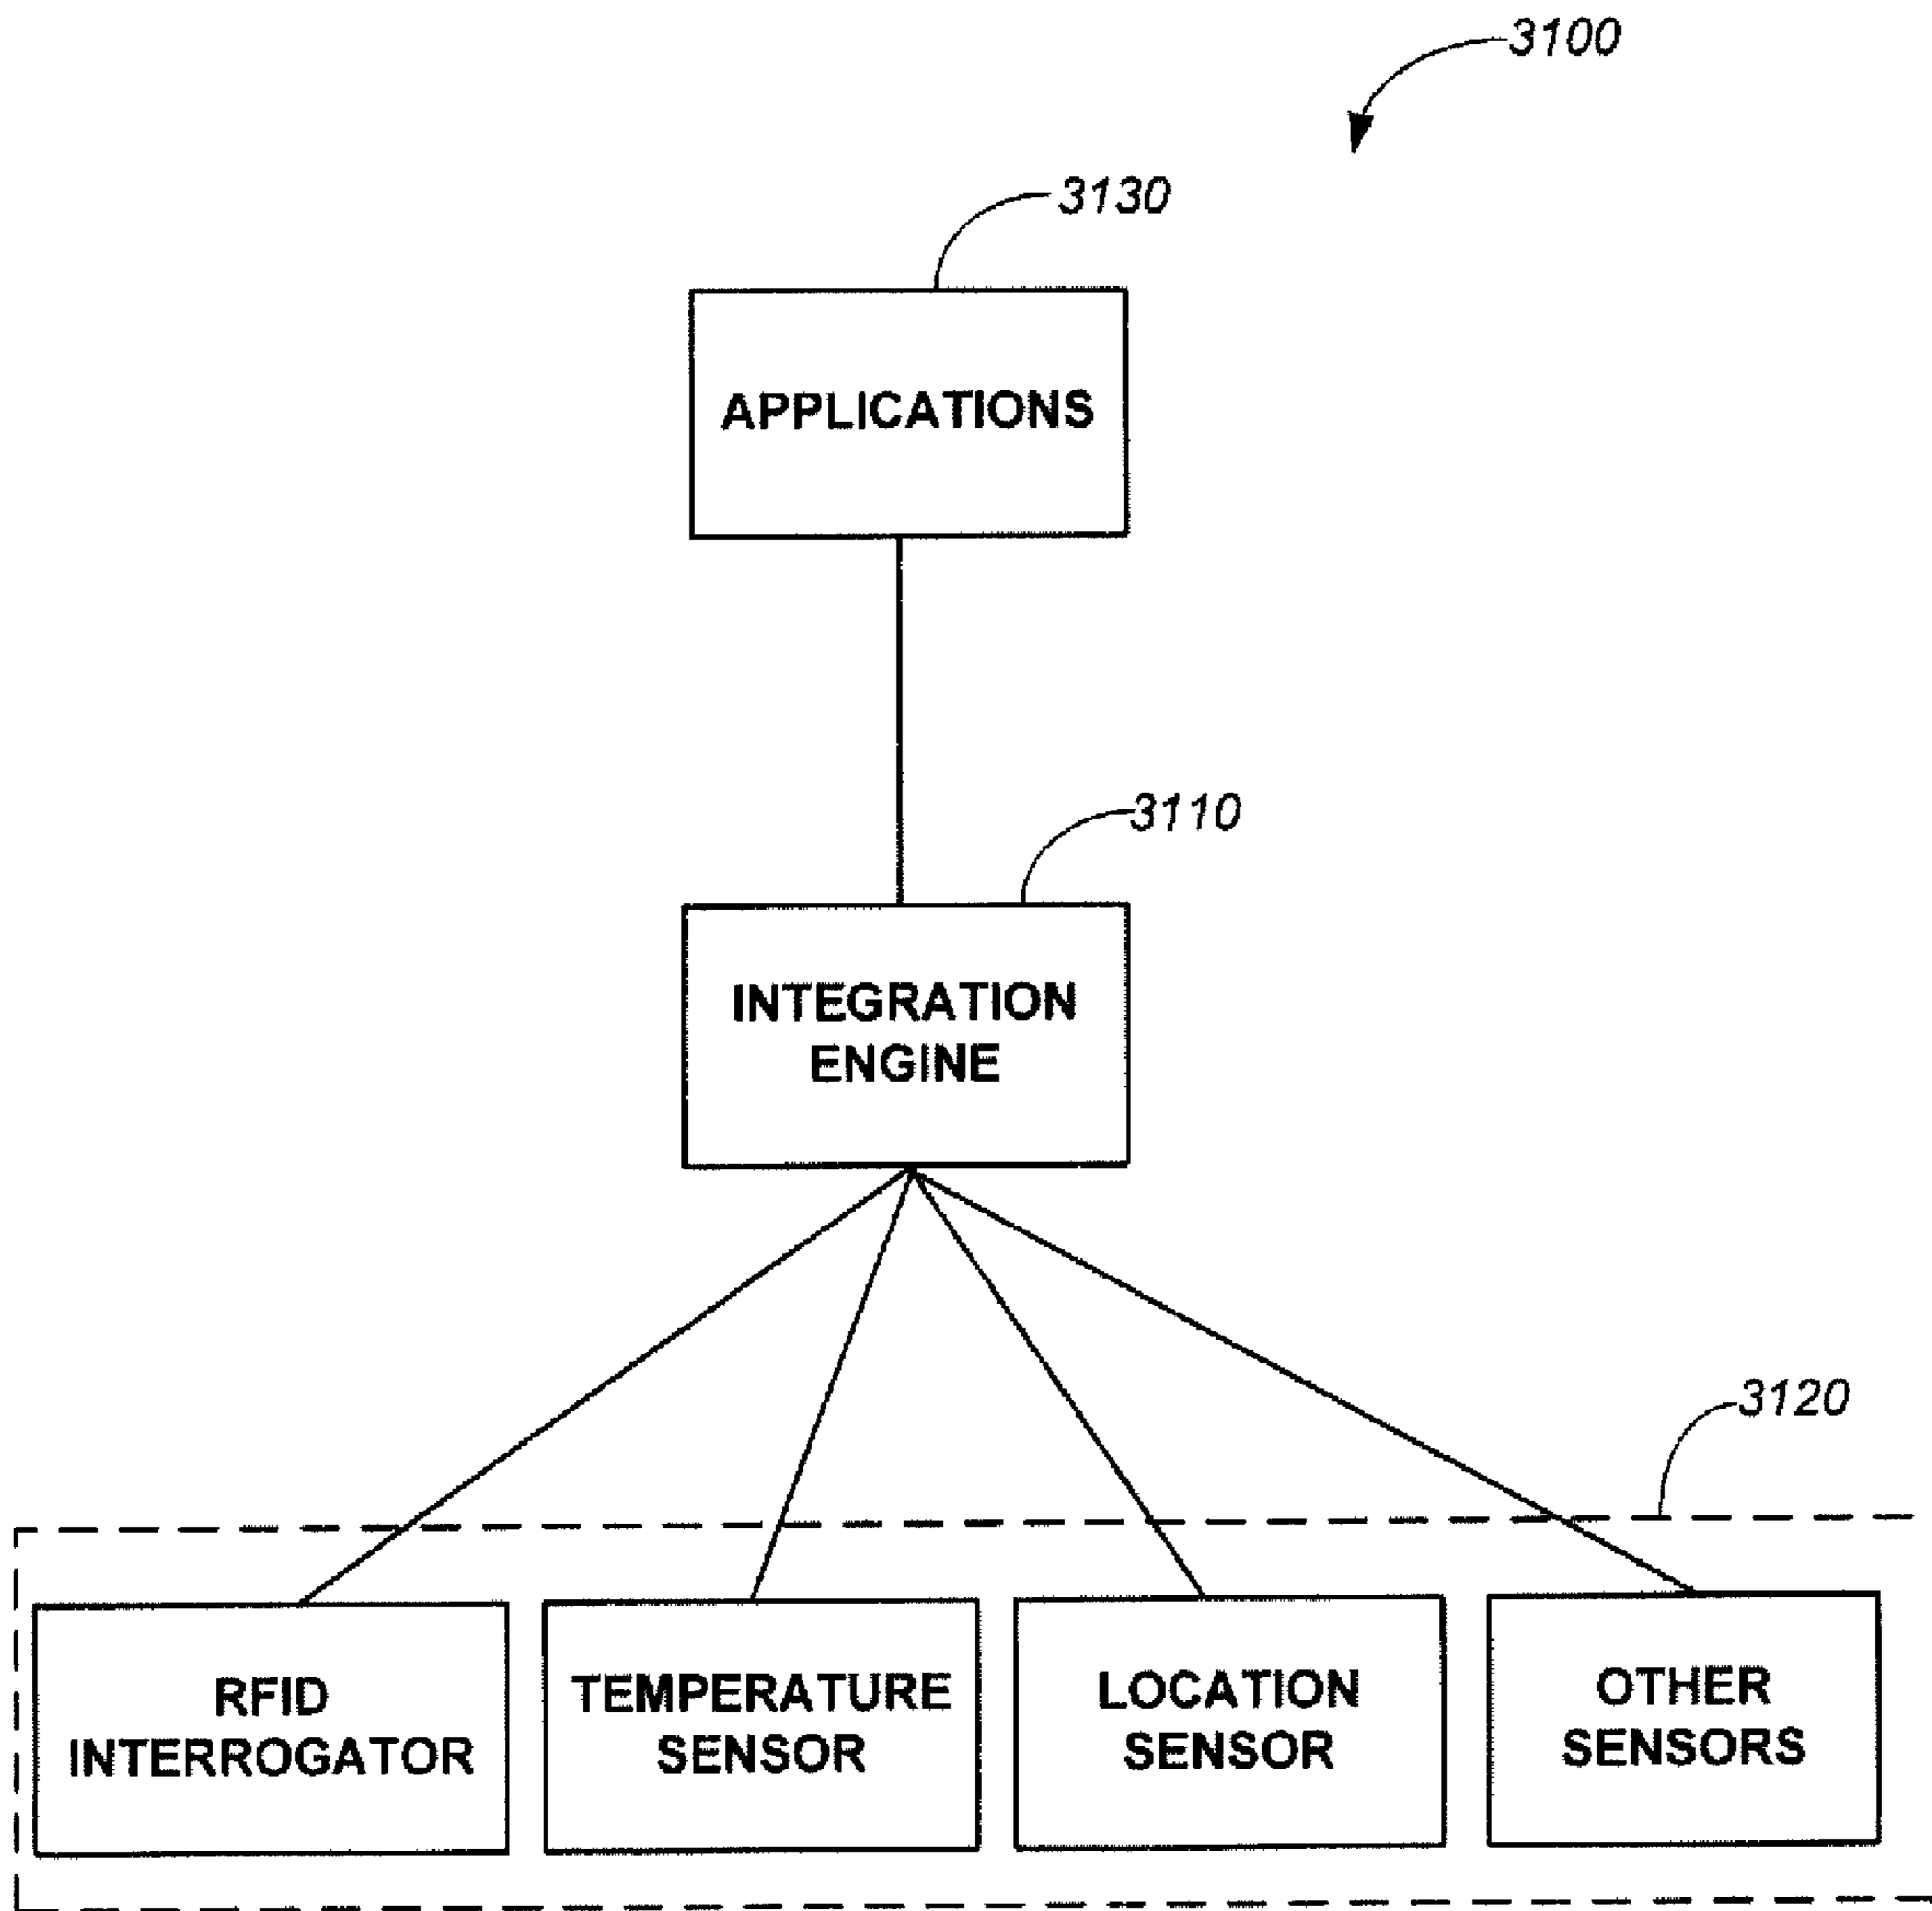 3100
3130
APPLICATIONS
3110
INTEGRATION
ENGINE
3120
RFID
INTERROGATOR
TEMPERATURE
SENSOR
LOCATION
SENSOR
OTHER
SENSORS